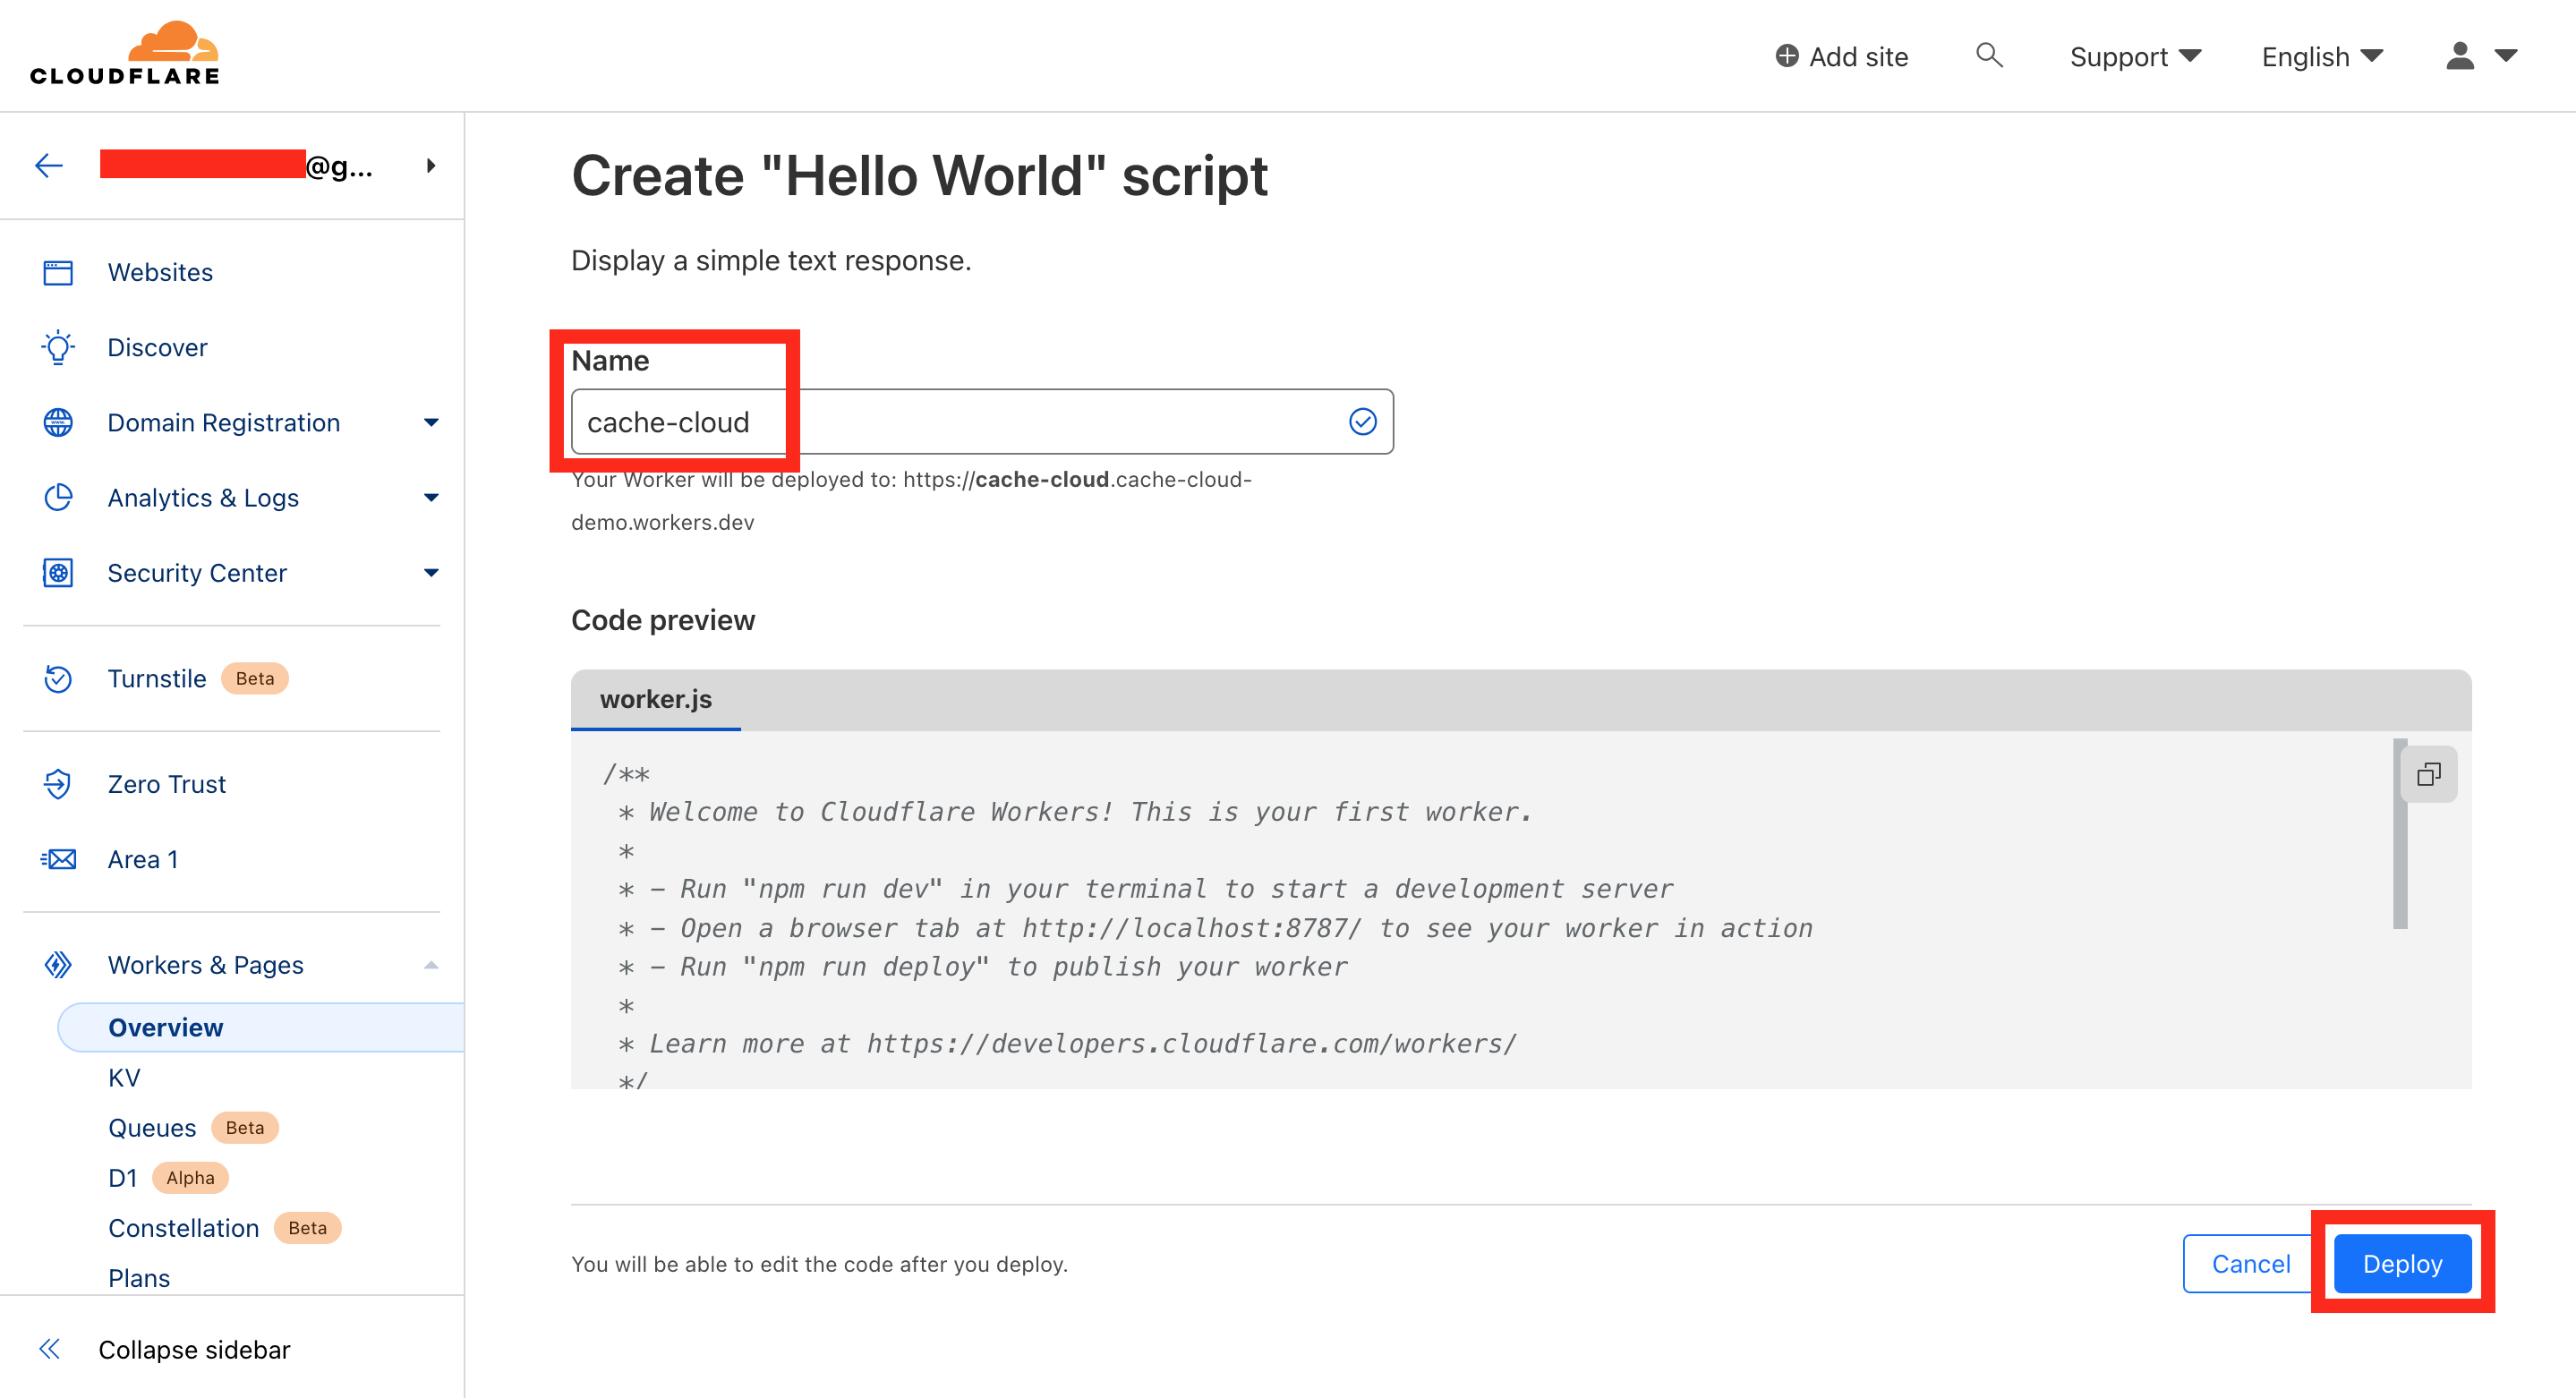 CLOUDFLARE
Add site
Support
English
@g...
Websites
Discover
Domain Registration
Analytics & Logs
Security Center
Turnstile Beta
Zero Trust
Area 1
Workers & Pages
Overview
KV
Queues Beta
D1 Alpha
Constellation Beta
Plans
Collapse sidebar
Create "Hello World" script
Display a simple text response.
Name
cache-cloud
Your Worker will be deployed to: https://cache-cloud.cache-cloud-
demo.workers.dev
Code preview
worker.js
/**
* Welcome to Cloudflare Workers! This is your first worker.
*
* - Run "npm run dev" in your terminal to start a development server
* - Open a browser tab at http://localhost:8787/ to see your worker in action
* - Run "npm run deploy" to publish your worker
*
* Learn more at https://developers.cloudflare.com/workers/
*/
You will be able to edit the code after you deploy.
Cancel
Deploy